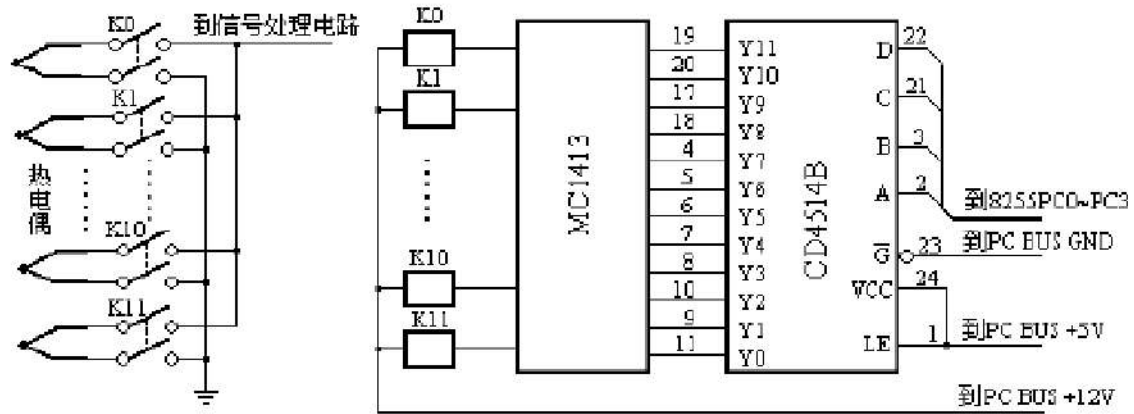 K0
到信号处理电路
K1
热电偶
K10
K11
K0
K1
K10
K11
MC1413
19
20
17
18
4
5
6
7
8
10
9
11
Y11
Y10
Y9
Y8
Y7
Y6
Y5
Y4
Y3
Y2
Y1
Y0
CD4514B
D
C
B
A
G
VCC
LE
22
21
3
2
23
24
1
到8255PC0~PC3
到PC BUS GND
到PC BUS +5V
到PC BUS +12V